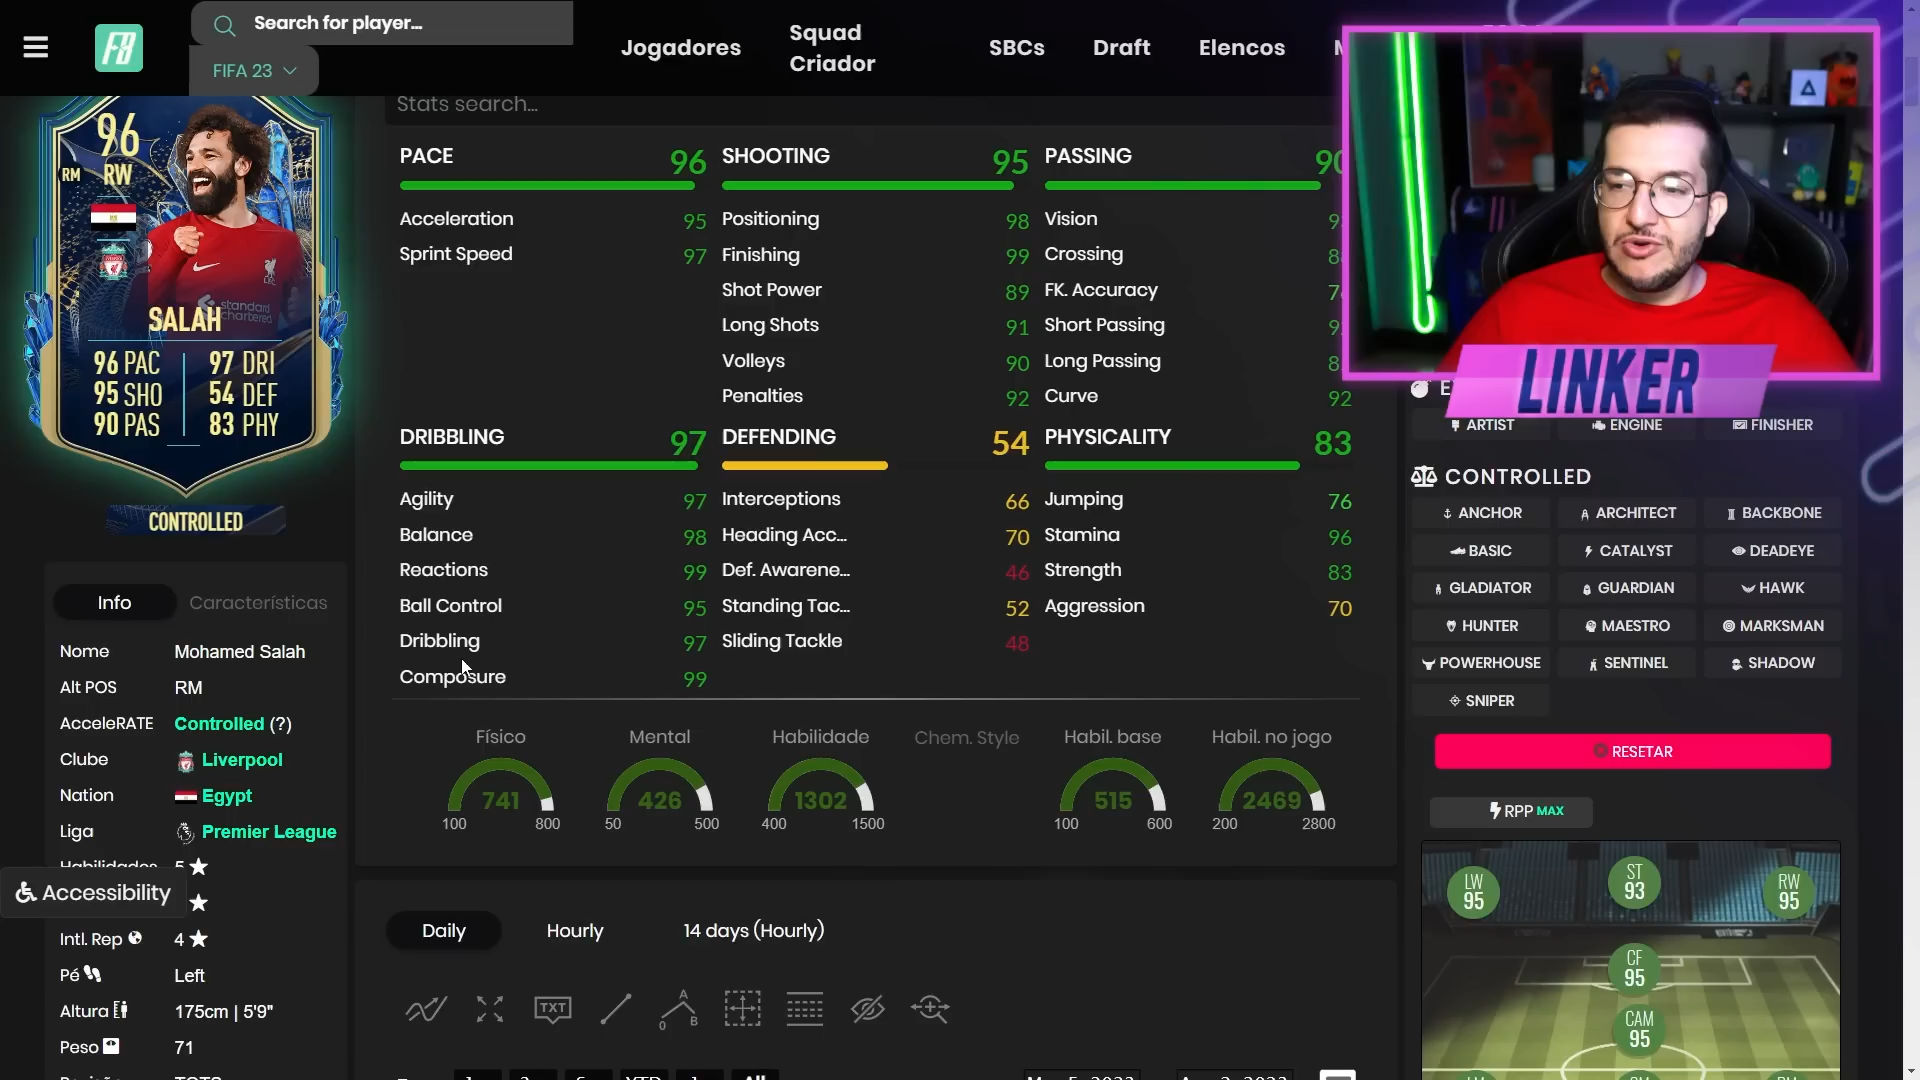 Search for player...
FIFA 23
Jogadores
Squad Criador
SBCs
Draft
Elencos
Stats search...
96
RW
RM
SALAH
96 PAC 97 DRI
95 SHO 54 DEF
90 PAS 83 PHY
CONTROLLED
PACE 96
Acceleration 95
Sprint Speed 97
SHOOTING 95
Positioning 98
Finishing 99
Shot Power 89
Long Shots 91
Volleys 90
Penalties 92
PASSING 90
Vision
Crossing
FK. Accuracy
Short Passing
Long Passing
Curve 92
DRIBBLING 97
Agility 97
Balance 98
Reactions 99
Ball Control 95
Dribbling 97
Composure 99
DEFENDING 54
Interceptions 66
Heading Acc... 70
Def. Awarene... 46
Standing Tac... 52
Sliding Tackle 48
PHYSICALITY 83
Jumping 76
Stamina 96
Strength 83
Aggression 70
LINKER
ARTIST ENGINE FINISHER
CONTROLLED
ANCHOR ARCHITECT BACKBONE
BASIC CATALYST DEADEYE
GLADIATOR GUARDIAN HAWK
HUNTER MAESTRO MARKSMAN
POWERHOUSE SENTINEL SHADOW
SNIPER
RESETAR
RPP MAX
LW 95
ST 93
RW 95
CF 95
CAM 95
Info Características
Nome Mohamed Salah
Alt POS RM
AcceleRATE Controlled (?)
Clube Liverpool
Nation Egypt
Liga Premier League
Habilidades 5
Accessibility
Intl. Rep 4
Pé Left
Altura 175cm | 5'9"
Peso 71
Físico 741 100 800
Mental 426 50 500
Habilidade 1302 400 1500
Chem. Style
Habil. base 515 100 600
Habil. no jogo 2469 200 2800
Daily Hourly 14 days (Hourly)
TXT